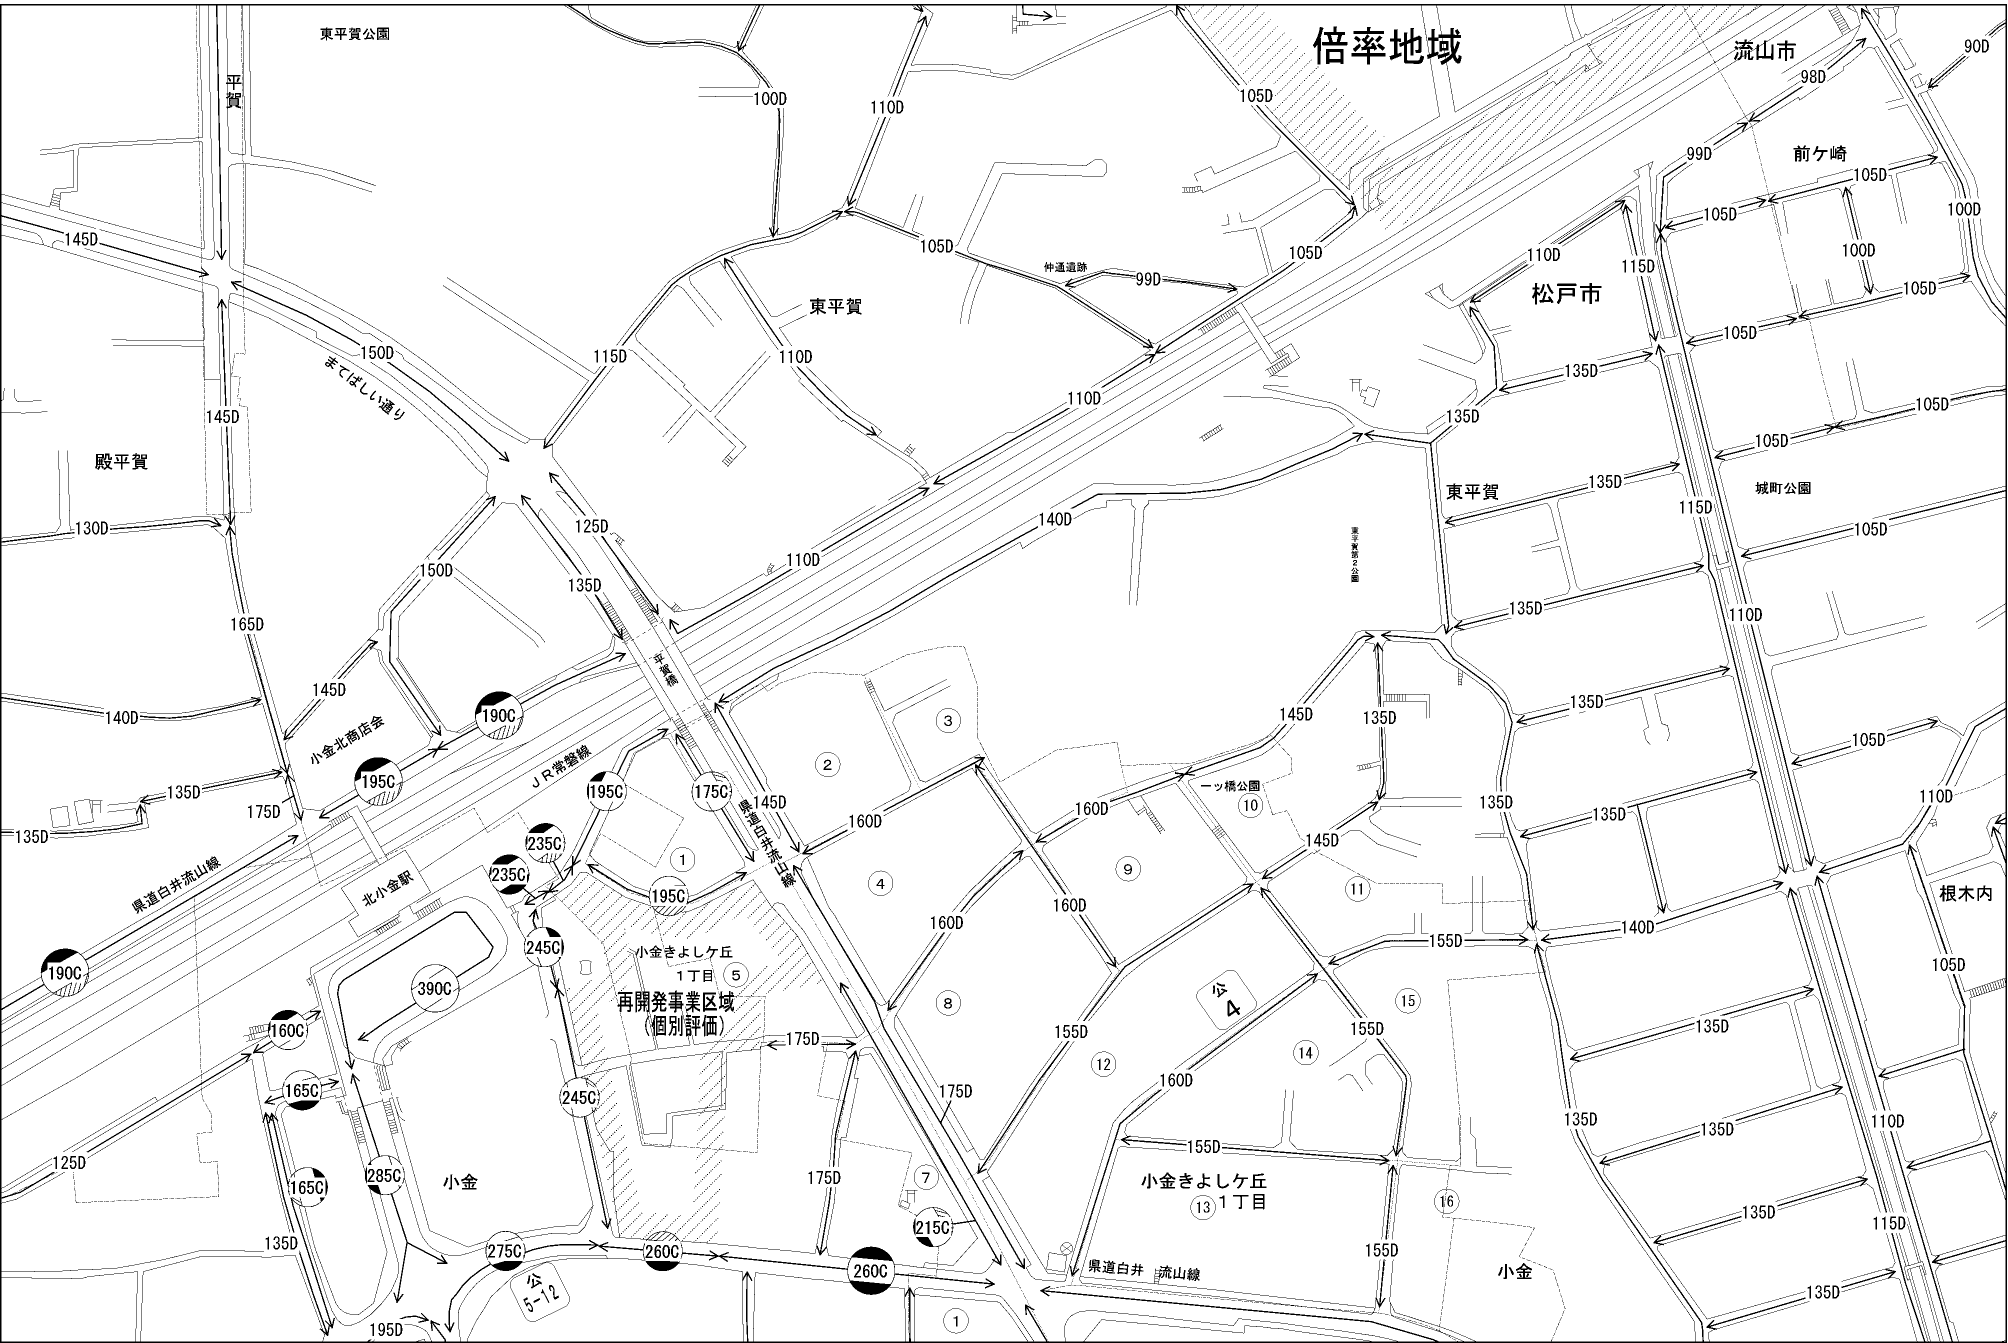 倍率地域
東平賀公園
流山市
90D
平賀
98D
100D
105D
110D
99D
前ケ崎
105D
105D
100D
145D
105D
105D
110D
115D
100D
仲通遺跡
99D
松戸市
105D
東平賀
105D
150D
115D
110D
135D
まてばしい通り
110D
135D
105D
145D
105D
殿平賀
135D
東平賀
城町公園
115D
130D
125D
140D
105D
110D
東平賀第2公園
150D
135D
135D
110D
165D
平賀橋
145D
135D
140D
190C
145D
135D
小金北商店会
③
105D
195C
JR常磐線
②
135D
195C
175C
145D
一ッ橋公園
⑩
135D
110D
175D
160D
160D
135D
135D
県道白井流山線
235C
145D
①
県道白井流山線
235C
北小金駅
④
⑨
⑪
195C
160D
160D
根木内
140D
245C
155D
小金きよしケ丘
1丁目
⑤
190C
390C
再開発事業区域
(個別評価)
⑧
公
4
⑮
105D
160C
175D
155D
155D
135D
⑭
⑫
165C
245C
175D
160D
135D
110D
135D
155D
125D
285C
175D
⑦
小金
165C
小金きよしケ丘
⑬
1丁目
⑯
135D
115D
215C
135D
275C
260C
155D
260C
県道白井
流山線
小金
公
5-12
135D
195D
①